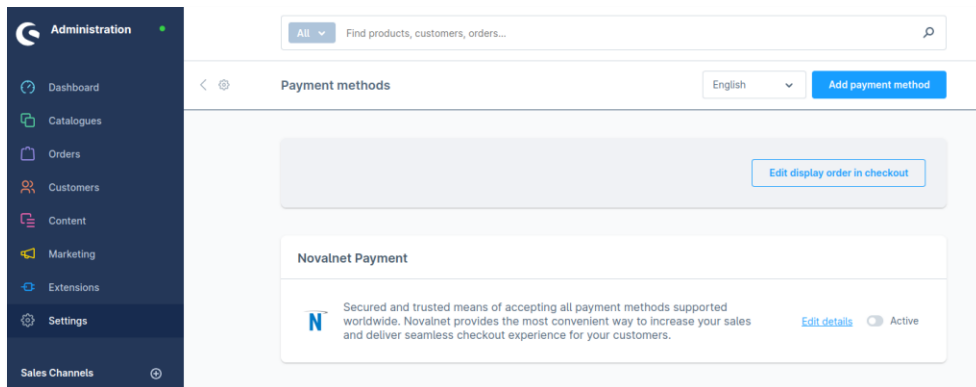 Administration
All
Find products, customers, orders...
Dashboard
Catalogues
Orders
Customers
Content
Marketing
Extensions
Settings
Sales Channels
Payment methods
English
Add payment method
Edit display order in checkout
Novalnet Payment
N
Secured and trusted means of accepting all payment methods supported
worldwide. Novalnet provides the most convenient way to increase your sales
and deliver seamless checkout experience for your customers.
Edit details
Active